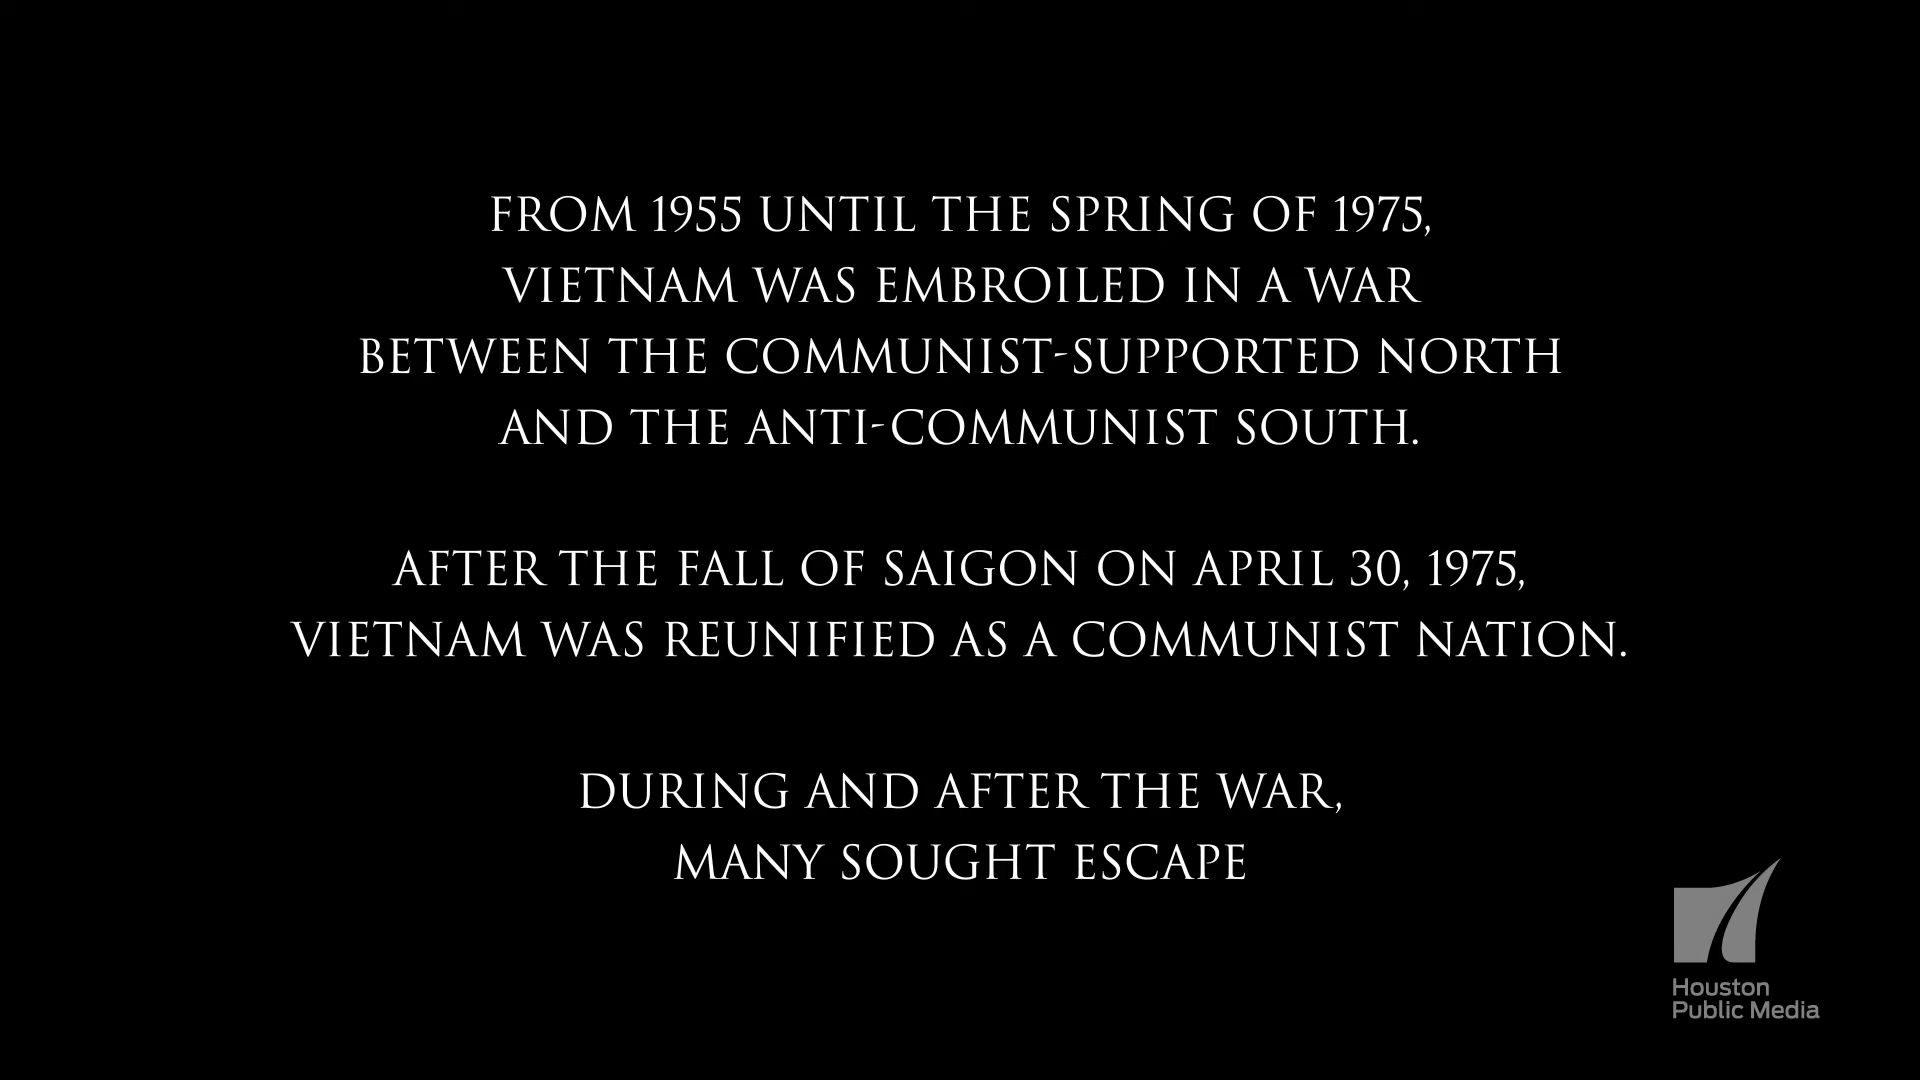 FROM 1955 UNTIL THE SPRING OF 1975,
VIETNAM WAS EMBROILED IN A WAR
BETWEEN THE COMMUNIST-SUPPORTED NORTH
AND THE ANTI-COMMUNIST SOUTH.
AFTER THE FALL OF SAIGON ON APRIL 30, 1975,
VIETNAM WAS REUNIFIED AS A COMMUNIST NATION.
DURING AND AFTER THE WAR,
MANY SOUGHT ESCAPE
Houston
Public Media